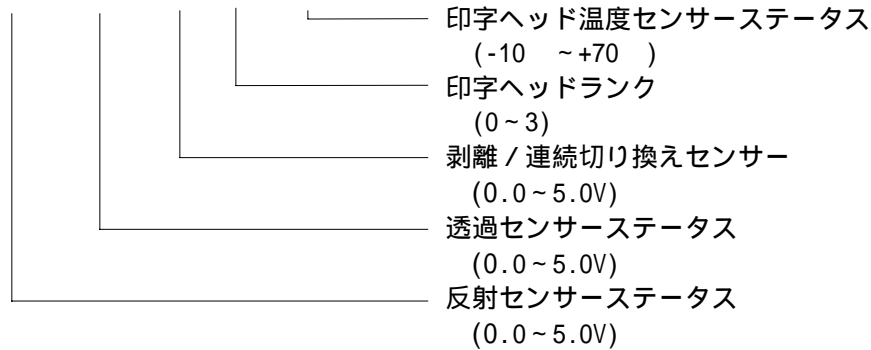 印字ヘッド温度センサーステータス
(-10　~+70　)
印字ヘッドランク
(0~3)
剥離／連続切り換えセンサー
(0.0~5.0V)
透過センサーステータス
(0.0~5.0V)
反射センサーステータス
(0.0~5.0V)